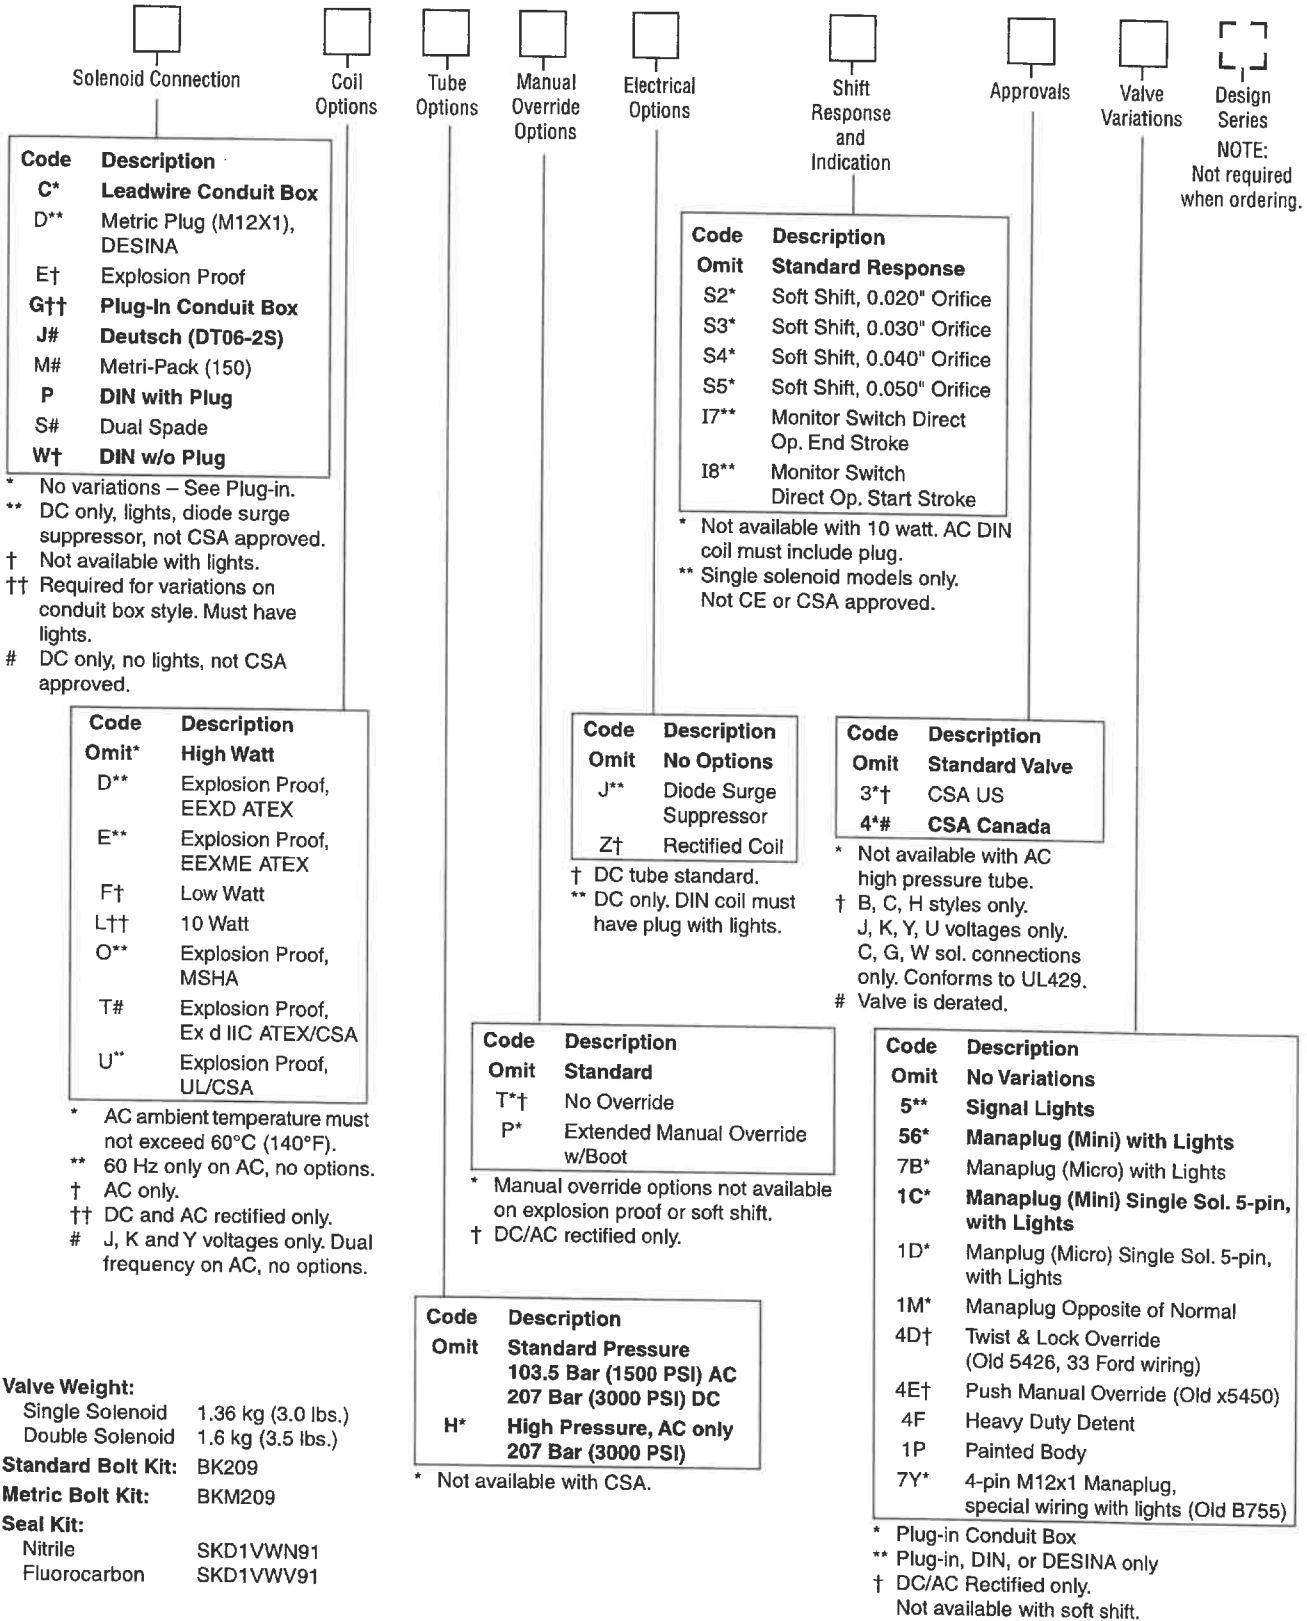 Solenoid Connection
Coil
Options
Tube
Options
Manual
Override
Options
Electrical
Options
Shift
Response
and
Indication
Approvals
Valve
Variations
Design
Series
NOTE:
Not required
when ordering.
Code Description
C* Leadwire Conduit Box
D** Metric Plug (M12X1),
DESINA
E† Explosion Proof
G†† Plug-In Conduit Box
J# Deutsch (DT06-2S)
M# Metri-Pack (150)
P DIN with Plug
S# Dual Spade
W† DIN w/o Plug
* No variations – See Plug-in.
** DC only, lights, diode surge
suppressor, not CSA approved.
† Not available with lights.
†† Required for variations on
conduit box style. Must have
lights.
# DC only, no lights, not CSA
approved.
Code Description
Omit Standard Response
S2* Soft Shift, 0.020" Orifice
S3* Soft Shift, 0.030" Orifice
S4* Soft Shift, 0.040" Orifice
S5* Soft Shift, 0.050" Orifice
I7** Monitor Switch Direct
Op. End Stroke
I8** Monitor Switch
Direct Op. Start Stroke
* Not available with 10 watt. AC DIN
coil must include plug.
** Single solenoid models only.
Not CE or CSA approved.
Code Description
Omit* High Watt
D** Explosion Proof,
EEXD ATEX
E** Explosion Proof,
EEXME ATEX
F† Low Watt
L†† 10 Watt
O** Explosion Proof,
MSHA
T# Explosion Proof,
Ex d IIC ATEX/CSA
U** Explosion Proof,
UL/CSA
* AC ambient temperature must
not exceed 60°C (140°F).
** 60 Hz only on AC, no options.
† AC only.
†† DC and AC rectified only.
# J, K and Y voltages only. Dual
frequency on AC, no options.
Code Description
Omit No Options
J** Diode Surge
Suppressor
Z† Rectified Coil
† DC tube standard.
** DC only. DIN coil must
have plug with lights.
Code Description
Omit Standard Valve
3*† CSA US
4*# CSA Canada
* Not available with AC
high pressure tube.
† B, C, H styles only.
J, K, Y, U voltages only.
C, G, W sol. connections
only. Conforms to UL429.
# Valve is derated.
Code Description
Omit Standard
T*† No Override
P* Extended Manual Override
w/Boot
* Manual override options not available
on explosion proof or soft shift.
† DC/AC rectified only.
Code Description
Omit No Variations
5** Signal Lights
56* Manaplug (Mini) with Lights
7B* Manaplug (Micro) with Lights
1C* Manaplug (Mini) Single Sol. 5-pin,
with Lights
1D* Manplug (Micro) Single Sol. 5-pin,
with Lights
1M* Manaplug Opposite of Normal
4D† Twist & Lock Override
(Old 5426, 33 Ford wiring)
4E† Push Manual Override (Old x5450)
4F Heavy Duty Detent
1P Painted Body
7Y* 4-pin M12x1 Manaplug,
special wiring with lights (Old B755)
* Plug-in Conduit Box
** Plug-in, DIN, or DESINA only
† DC/AC Rectified only.
Not available with soft shift.
Code Description
Omit Standard Pressure
103.5 Bar (1500 PSI) AC
207 Bar (3000 PSI) DC
H* High Pressure, AC only
207 Bar (3000 PSI)
* Not available with CSA.
Valve Weight:
Single Solenoid 1.36 kg (3.0 lbs.)
Double Solenoid 1.6 kg (3.5 lbs.)
Standard Bolt Kit: BK209
Metric Bolt Kit: BKM209
Seal Kit:
Nitrile SKD1VWN91
Fluorocarbon SKD1VWV91